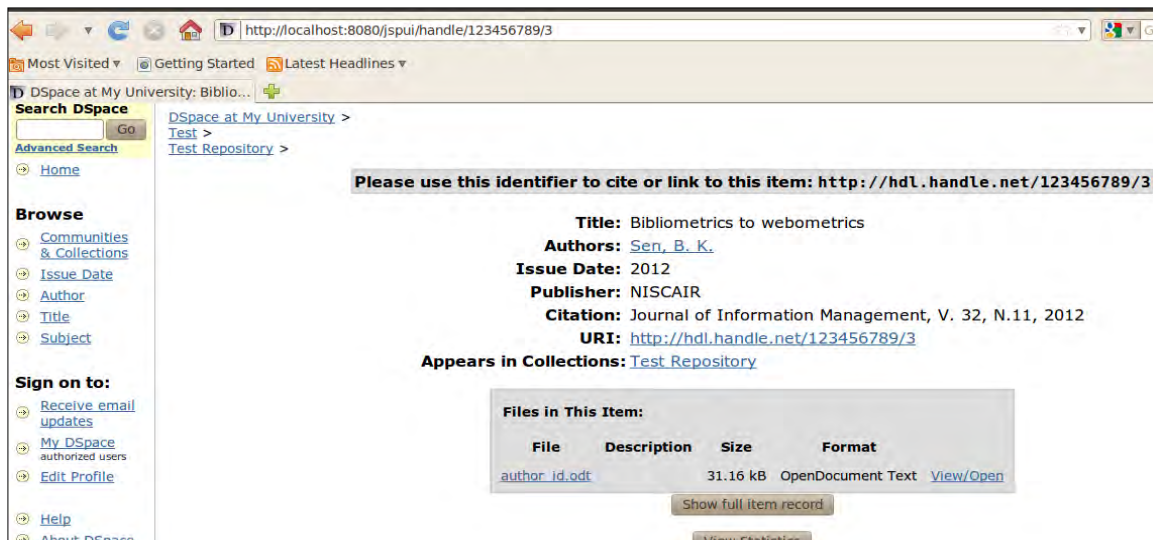 http://localhost:8080/jspui/handle/123456789/3
Most Visited Getting Started Latest Headlines
DSpace at My University: Biblio...
Search DSpace
Go
Advanced Search
Home
Browse
Communities
& Collections
Issue Date
Author
Title
Subject
Sign on to:
Receive email
updates
My DSpace
authorized users
Edit Profile
Help
About DSpace
DSpace at My University >
Test >
Test Repository >
Please use this identifier to cite or link to this item: http://hdl.handle.net/123456789/3
Title: Bibliometrics to webometrics
Authors: Sen, B. K.
Issue Date: 2012
Publisher: NISCAIR
Citation: Journal of Information Management, V. 32, N.11, 2012
URI: http://hdl.handle.net/123456789/3
Appears in Collections: Test Repository
Files in This Item:
File Description Size Format
author_id.odt 31.16 kB OpenDocument Text View/Open
Show full item record
View Statistics